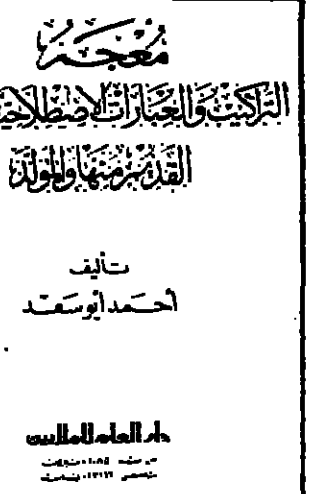 معجم
التراكيب والعبارات الاصطلاحية
القديم منها والمولد
تأليف
أحمد أبو سعد
دار العلم للملايين